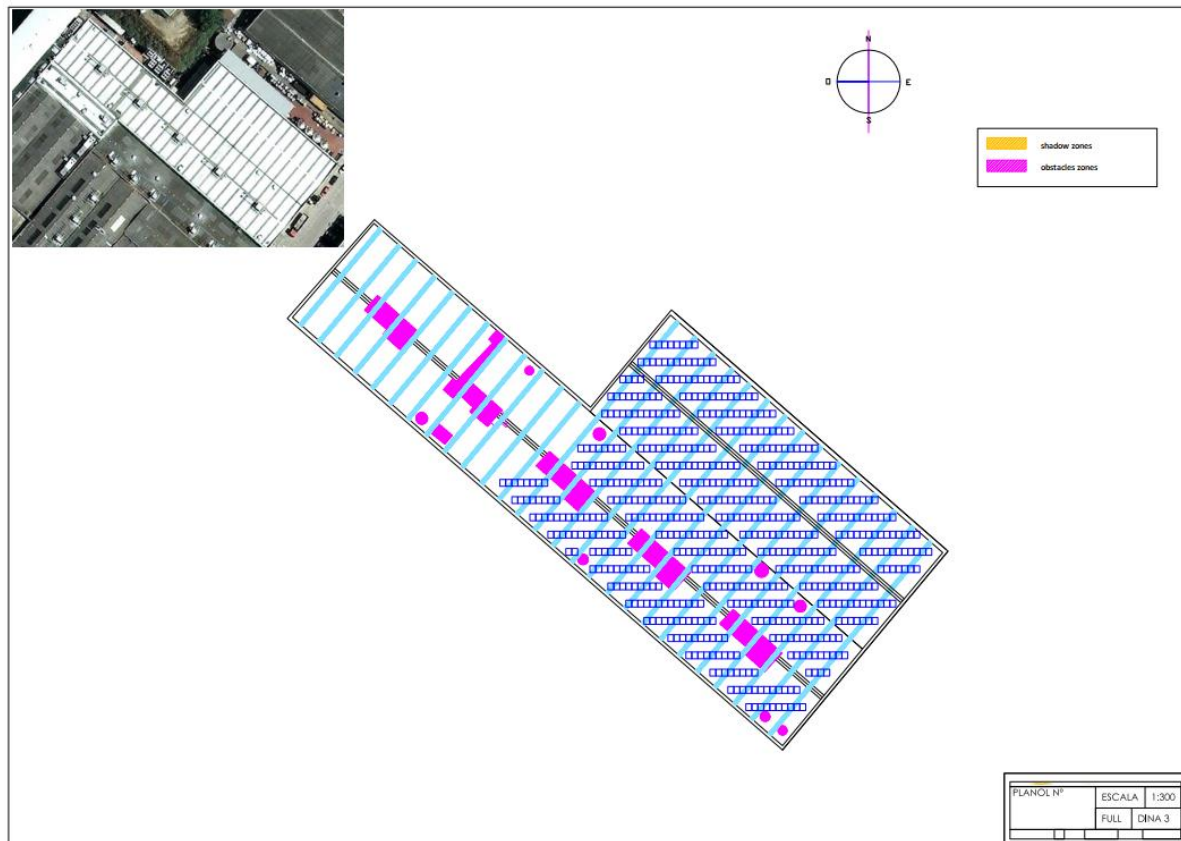 N
O
E
S
shadow zones
obstacles zones
PLANOL Nº
ESCALA 1:300
FULL DINA 3